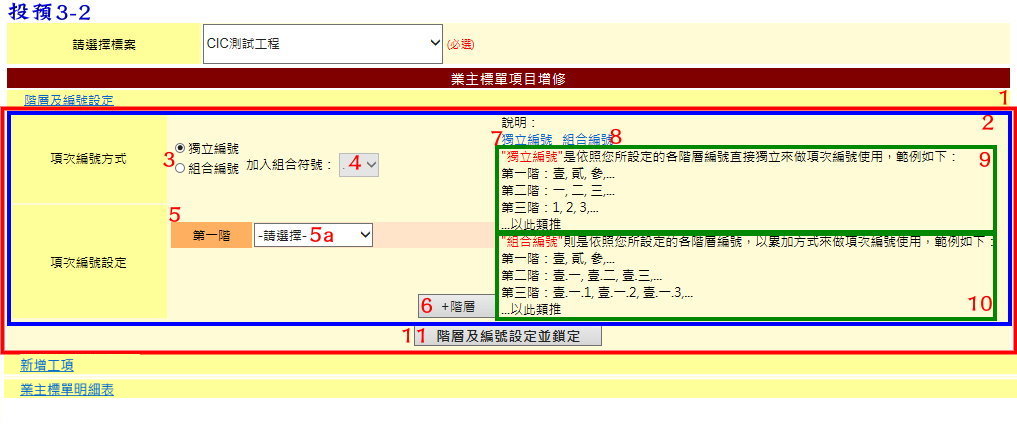 投預3-2
請選擇標案 CIC測試工程 (必選)
業主標單項目增修
階層及編號設定 1
2
說明：
7 獨立編號 組合編號 8
項次編號方式
3 獨立編號
組合編號 加入組合符號： . 4
"獨立編號"是依照您所設定的各階層編號直接獨立來做項次編號使用，範例如下： 9
第一階：壹, 貳, 參,...
第二階：一, 二, 三,...
第三階：1, 2, 3,...
...以此類推
項次編號設定
5
第一階 -請選擇- 5a
6 +階層
"組合編號"則是依照您所設定的各階層編號，以累加方式來做項次編號使用，範例如下：
第一階：壹, 貳, 參,...
第二階：壹.一, 壹.二, 壹.三,...
第三階：壹.一.1, 壹.一.2, 壹.一.3,...
...以此類推 10
11 階層及編號設定並鎖定
新增工項
業主標單明細表